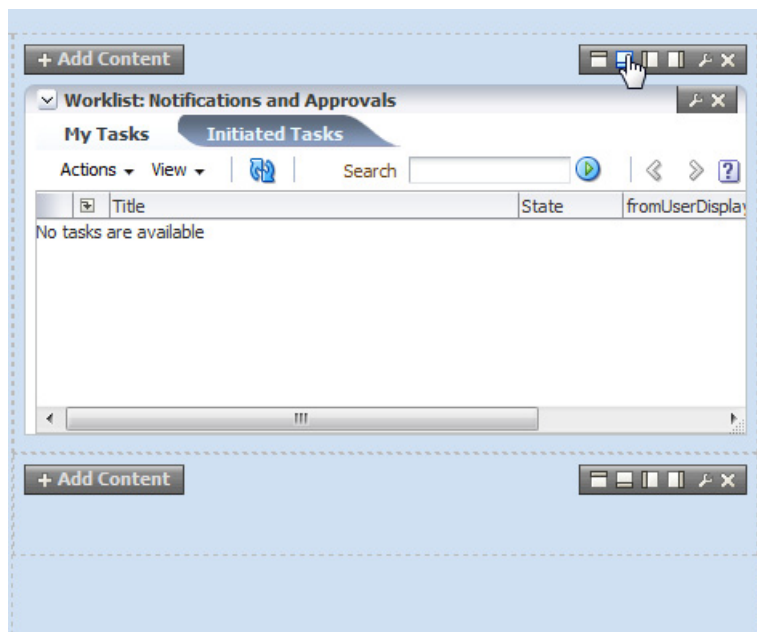 + Add Content
Worklist: Notifications and Approvals
My Tasks Initiated Tasks
Actions View Search
Title State fromUserDisplay
No tasks are available
+ Add Content